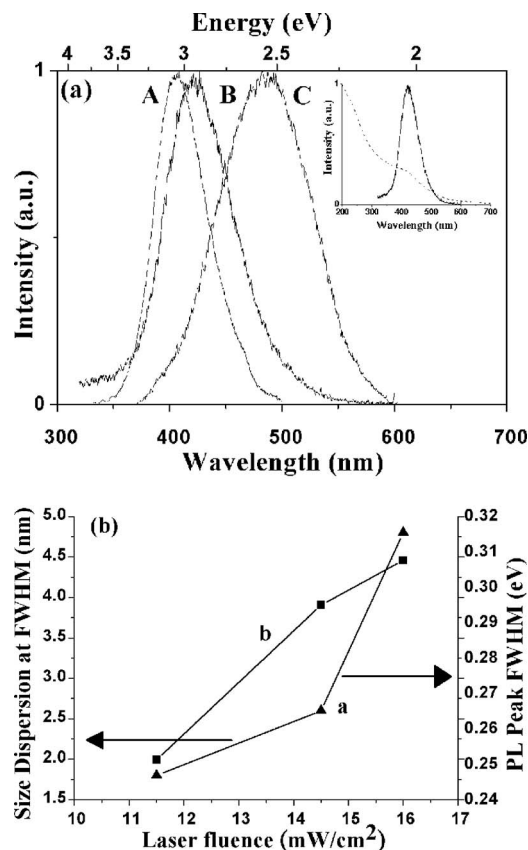 Energy (eV)
4 3.5 3 2.5 2
(a) A B C
1
0
Intensity (a.u.)
300 400 500 600 700
Wavelength (nm)
1
0
Intensity (a.u.)
200 300 400 500 600 700
Wavelength (nm)
(b)
5.0
4.5
4.0
3.5
3.0
2.5
2.0
1.5
Size Dispersion at FWHM (nm)
b
a
0.32
0.31
0.30
0.29
0.28
0.27
0.26
0.25
0.24
PL Peak FWHM (eV)
10 11 12 13 14 15 16 17
Laser fluence (mW/cm²)